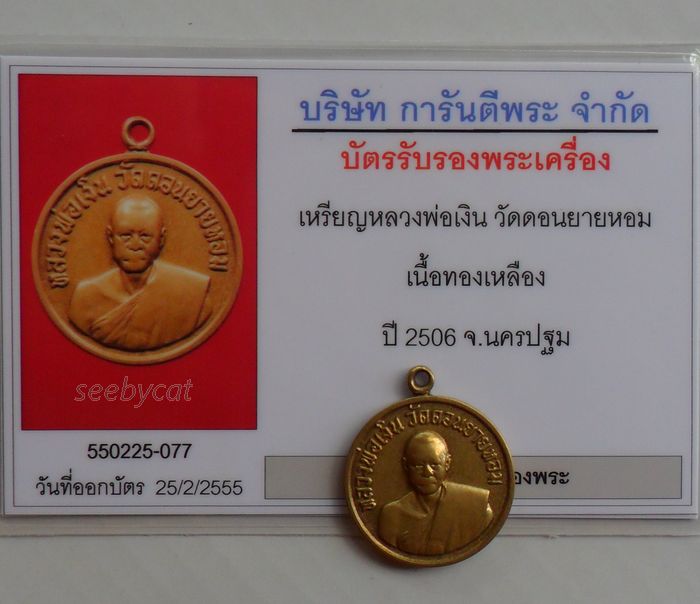 บริษัท การันตีพระ จำกัด
บัตรรับรองพระเครื่อง
เหรียญหลวงพ่อเงิน วัดดอนยายหอม
เนื้อทองเหลือง
ปี 2506 จ.นครปฐม
หลวงพ่อเงิน วัดดอนยายหอม
seebycat
550225-077
วันที่ออกบัตร 25/2/2555
หลวงพ่อเงิน วัดดอนยายหอม